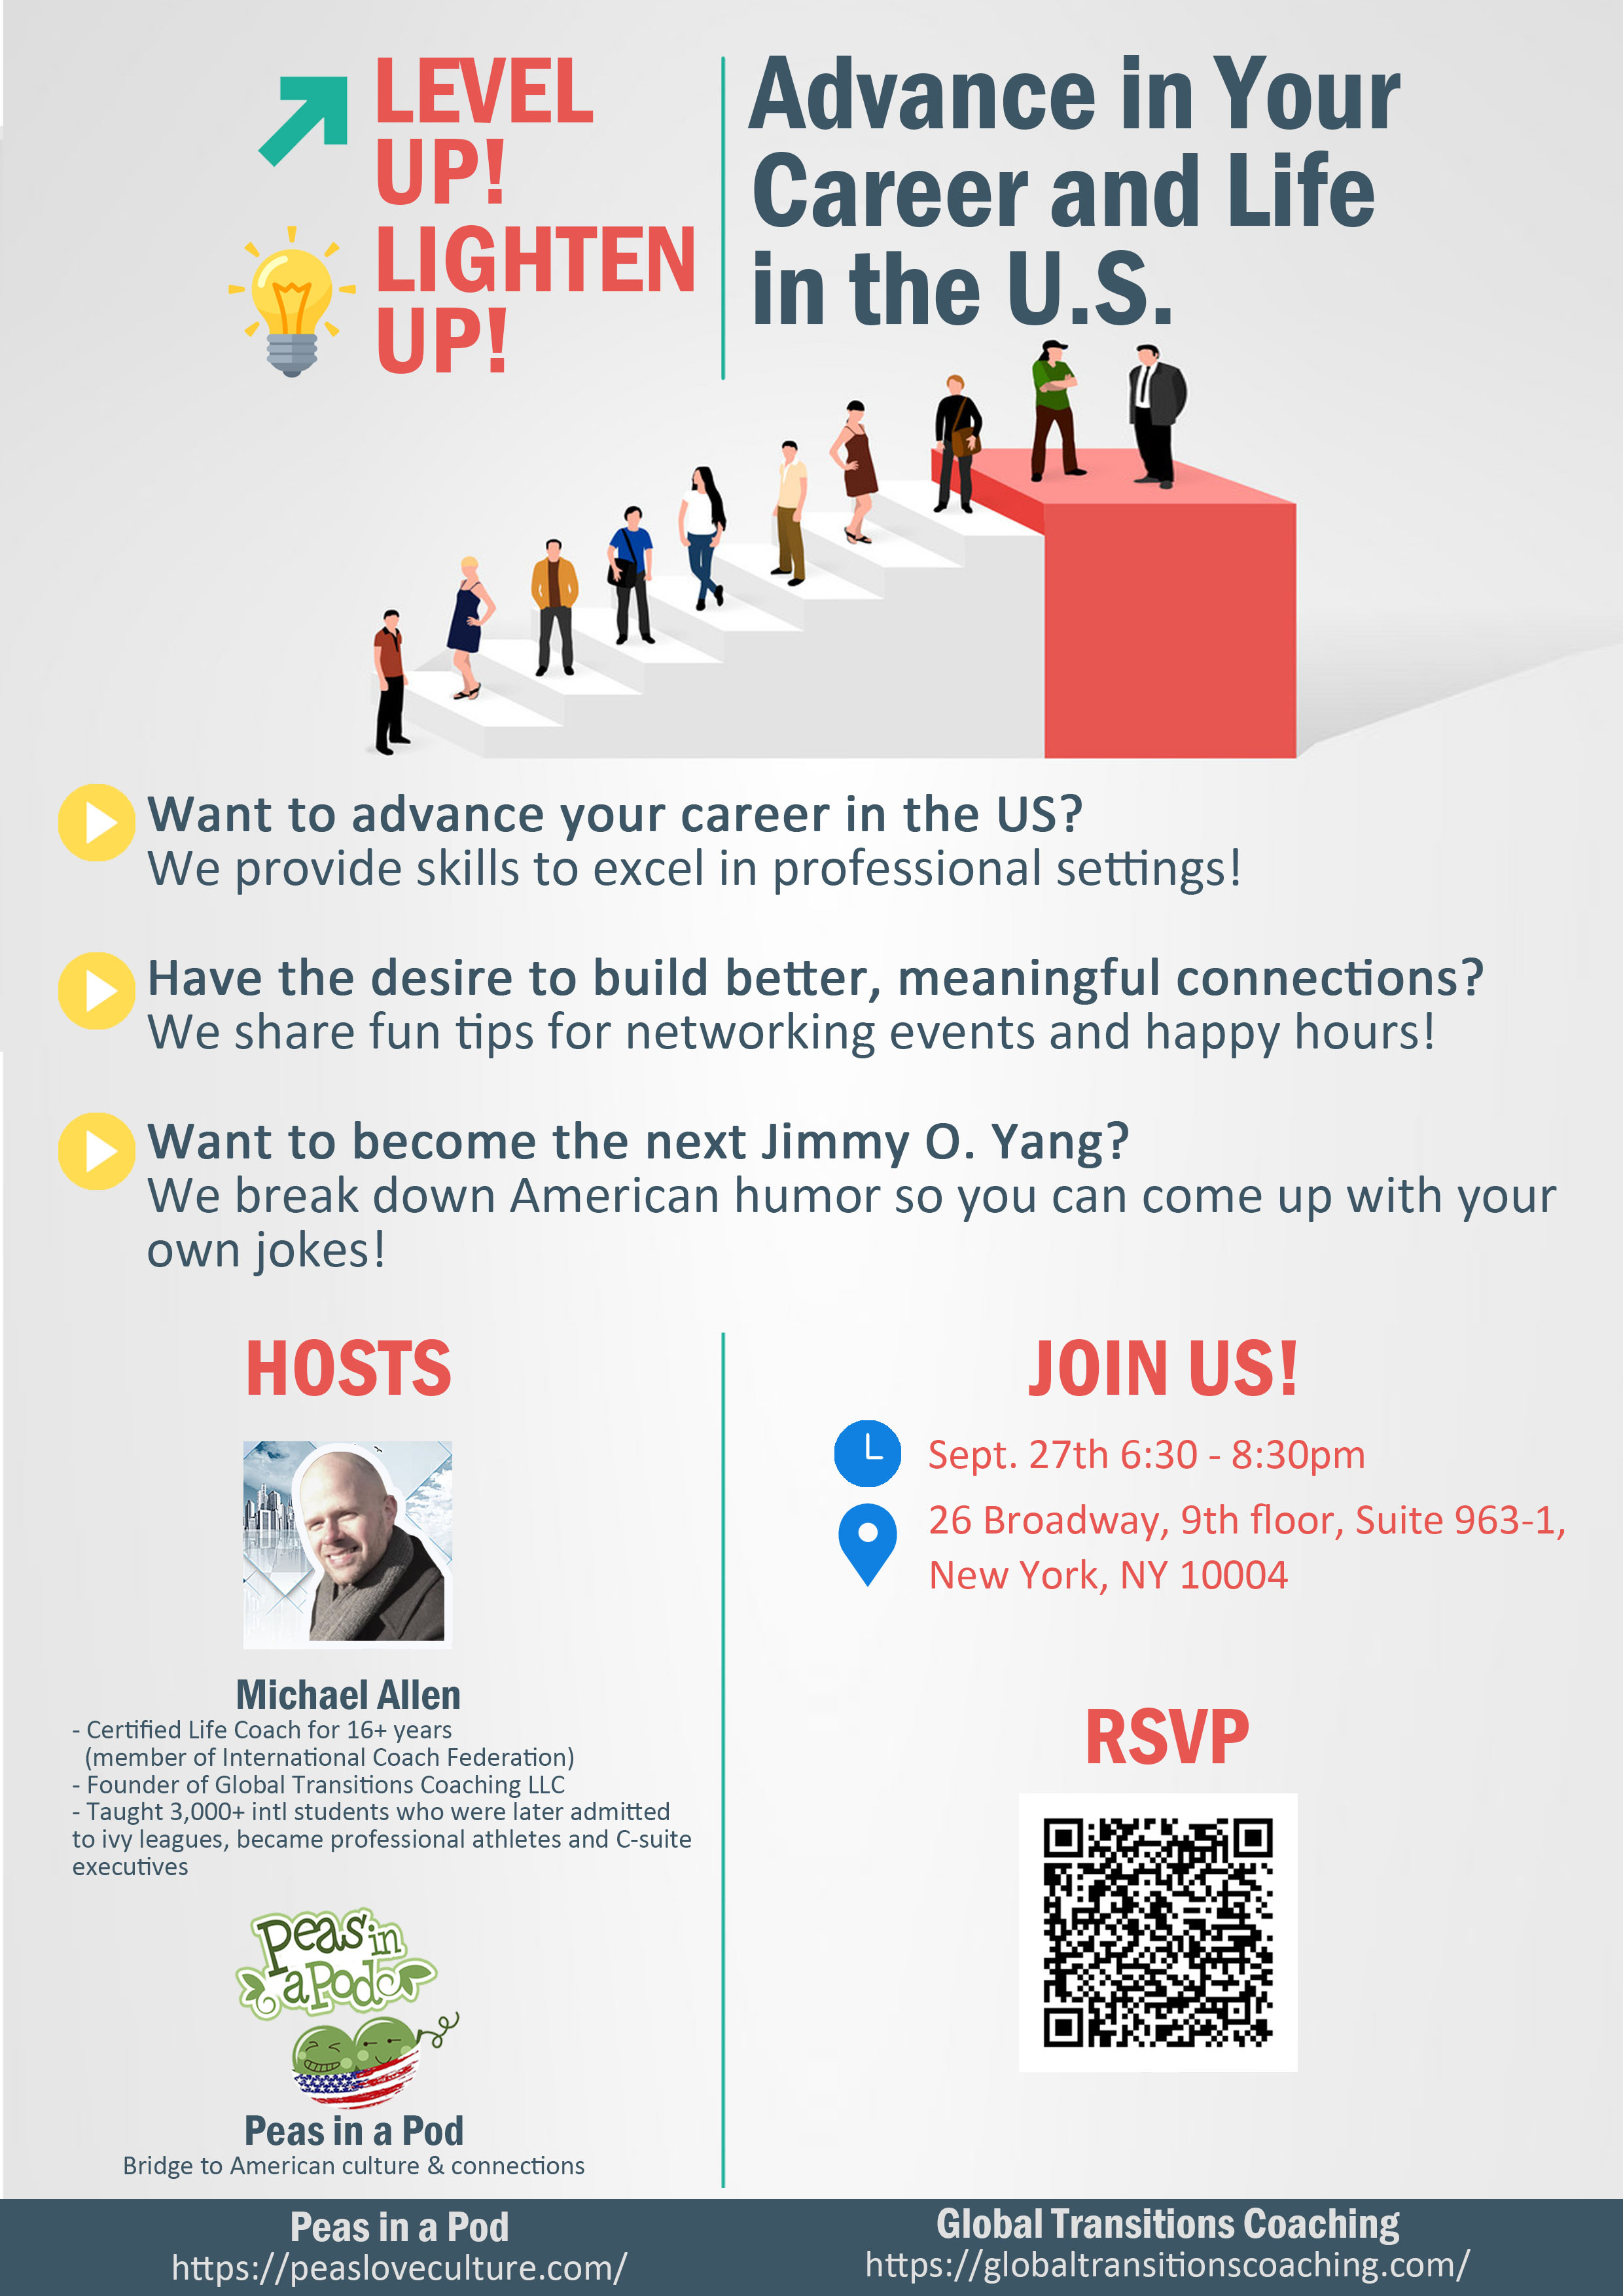 LEVEL
UP!
LIGHTEN
UP!
Advance in Your
Career and Life
in the U.S.
Want to advance your career in the US?
We provide skills to excel in professional settings!
Have the desire to build better, meaningful connections?
We share fun tips for networking events and happy hours!
Want to become the next Jimmy O. Yang?
We break down American humor so you can come up with your
own jokes!
HOSTS
Michael Allen
- Certified Life Coach for 16+ years
(member of International Coach Federation)
- Founder of Global Transitions Coaching LLC
- Taught 3,000+ intl students who were later admitted
to ivy leagues, became professional athletes and C-suite
executives
Peas in
a Pod
Peas in a Pod
Bridge to American culture & connections
JOIN US!
Sept. 27th 6:30 - 8:30pm
26 Broadway, 9th floor, Suite 963-1,
New York, NY 10004
RSVP
Peas in a Pod
https://peasloveculture.com/
Global Transitions Coaching
https://globaltransitionscoaching.com/